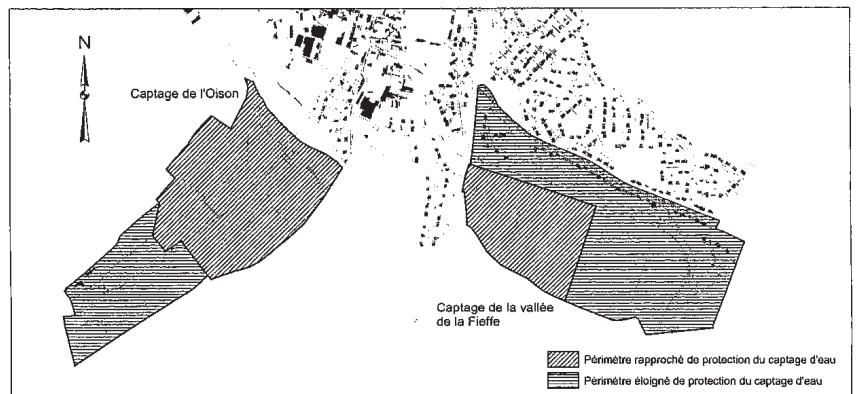 N
Captage de l'Oison
Captage de la vallée
de la Fieffe
Périmètre rapproché de protection du captage d'eau
Périmètre éloigné de protection du captage d'eau